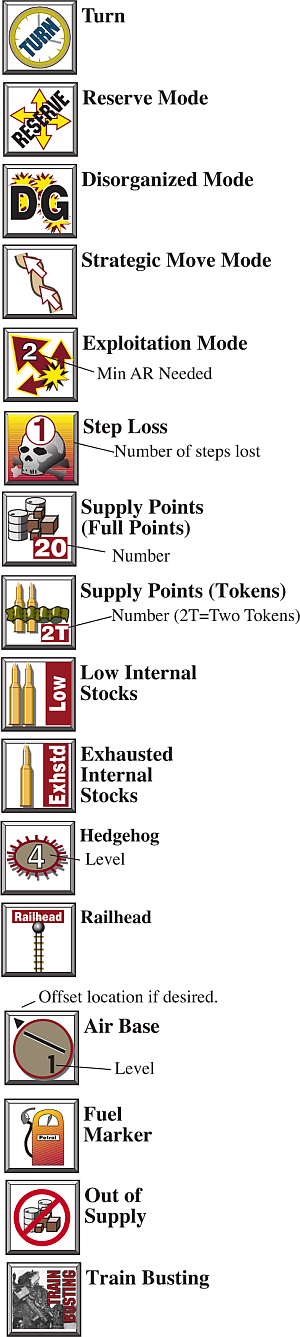 TURN
Turn
RESERVE
Reserve Mode
DG
Disorganized Mode
Strategic Move Mode
2
Exploitation Mode
Min AR Needed
1
Step Loss
Number of steps lost
20
Supply Points
(Full Points)
Number
2T
Supply Points (Tokens)
Number (2T=Two Tokens)
Low
Low Internal
Stocks
Exhstd
Exhausted
Internal
Stocks
4
Hedgehog
Level
Railhead
Railhead
Offset location if desired.
1
Air Base
Level
Petrol
Fuel
Marker
Out of
Supply
TRAIN
BUSTING
Train Busting